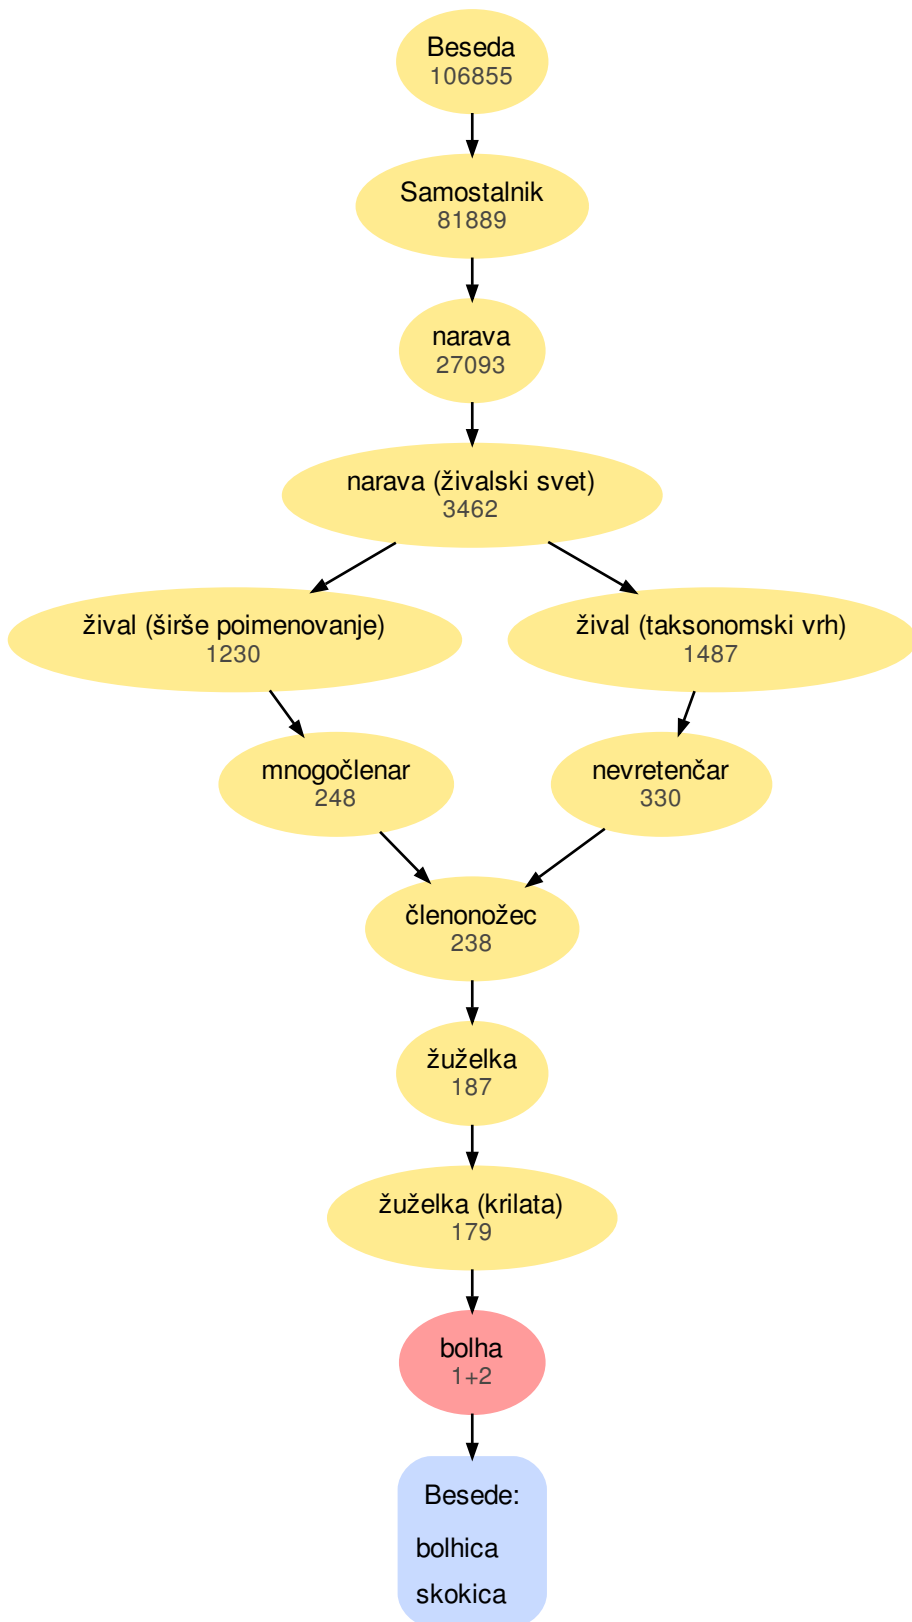 Beseda
106855
Samostalnik
81889
narava
27093
narava (živalski svet)
3462
žival (širše poimenovanje)
1230
žival (taksonomski vrh)
1487
mnogočlenar
248
nevretenčar
330
členonožec
238
žuželka
187
žuželka (krilata)
179
bolha
1+2
Besede:
bolhica
skokica